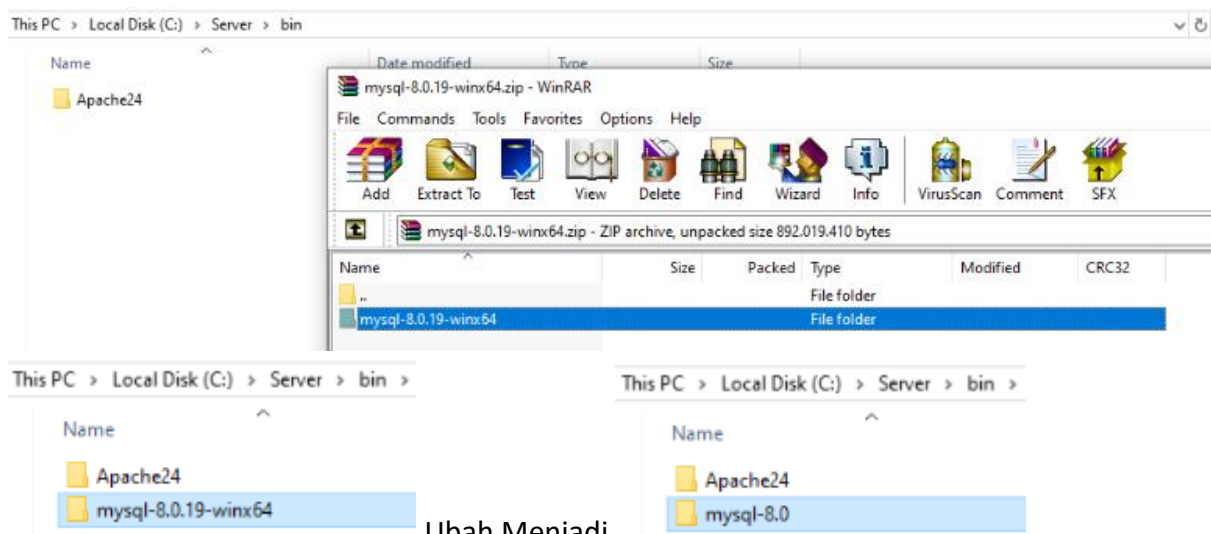 This PC > Local Disk (C:) > Server > bin
Name Date modified Type Size
Apache24
mysql-8.0.19-winx64.zip - WinRAR
File Commands Tools Favorites Options Help
Add Extract To Test View Delete Find Wizard Info VirusScan Comment SFX
mysql-8.0.19-winx64.zip - ZIP archive, unpacked size 892.019.410 bytes
Name Size Packed Type Modified CRC32
.. File folder
mysql-8.0.19-winx64 File folder
This PC > Local Disk (C:) > Server > bin >
Name
Apache24
mysql-8.0.19-winx64
Ubah Menjadi
This PC > Local Disk (C:) > Server > bin >
Name
Apache24
mysql-8.0